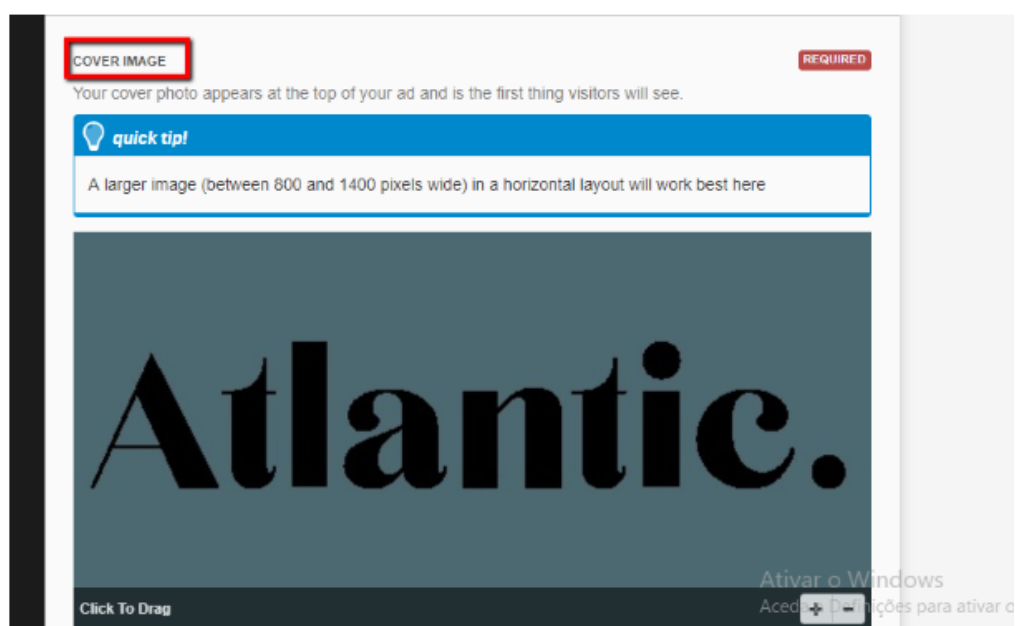 COVER IMAGE
REQUIRED
Your cover photo appears at the top of your ad and is the first thing visitors will see.
quick tip!
A larger image (between 800 and 1400 pixels wide) in a horizontal layout will work best here
Atlantic.
Ativar o Windows
Click To Drag
+ -
para ativar o